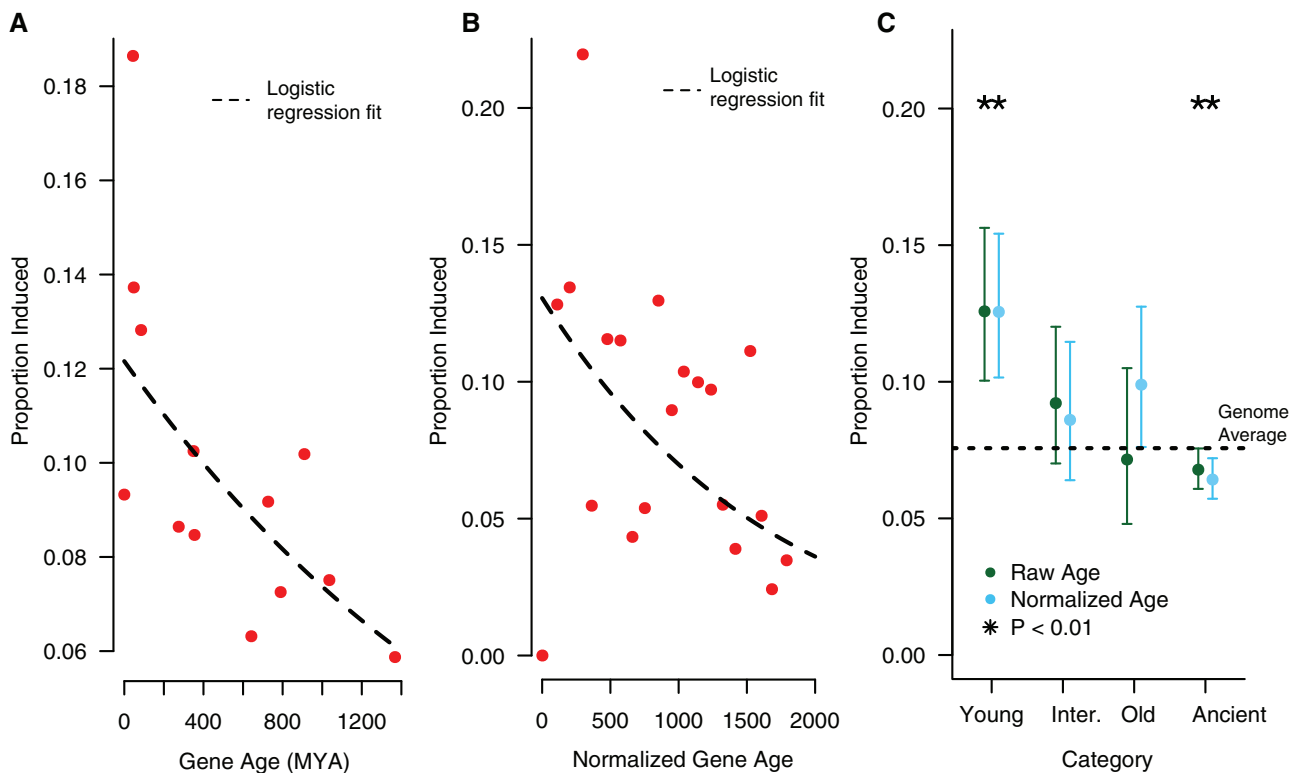 A
B
C
Logistic
regression fit
Logistic
regression fit
**
**
0.18
0.16
0.14
0.12
0.10
0.08
0.06
0.20
0.15
0.10
0.05
0.00
0.20
0.15
0.10
0.05
0.00
Proportion Induced
Proportion Induced
Proportion Induced
Genome
Average
Raw Age
Normalized Age
* P < 0.01
0 400 800 1200
0 500 1000 1500 2000
Young Inter. Old Ancient
Gene Age (MYA)
Normalized Gene Age
Category